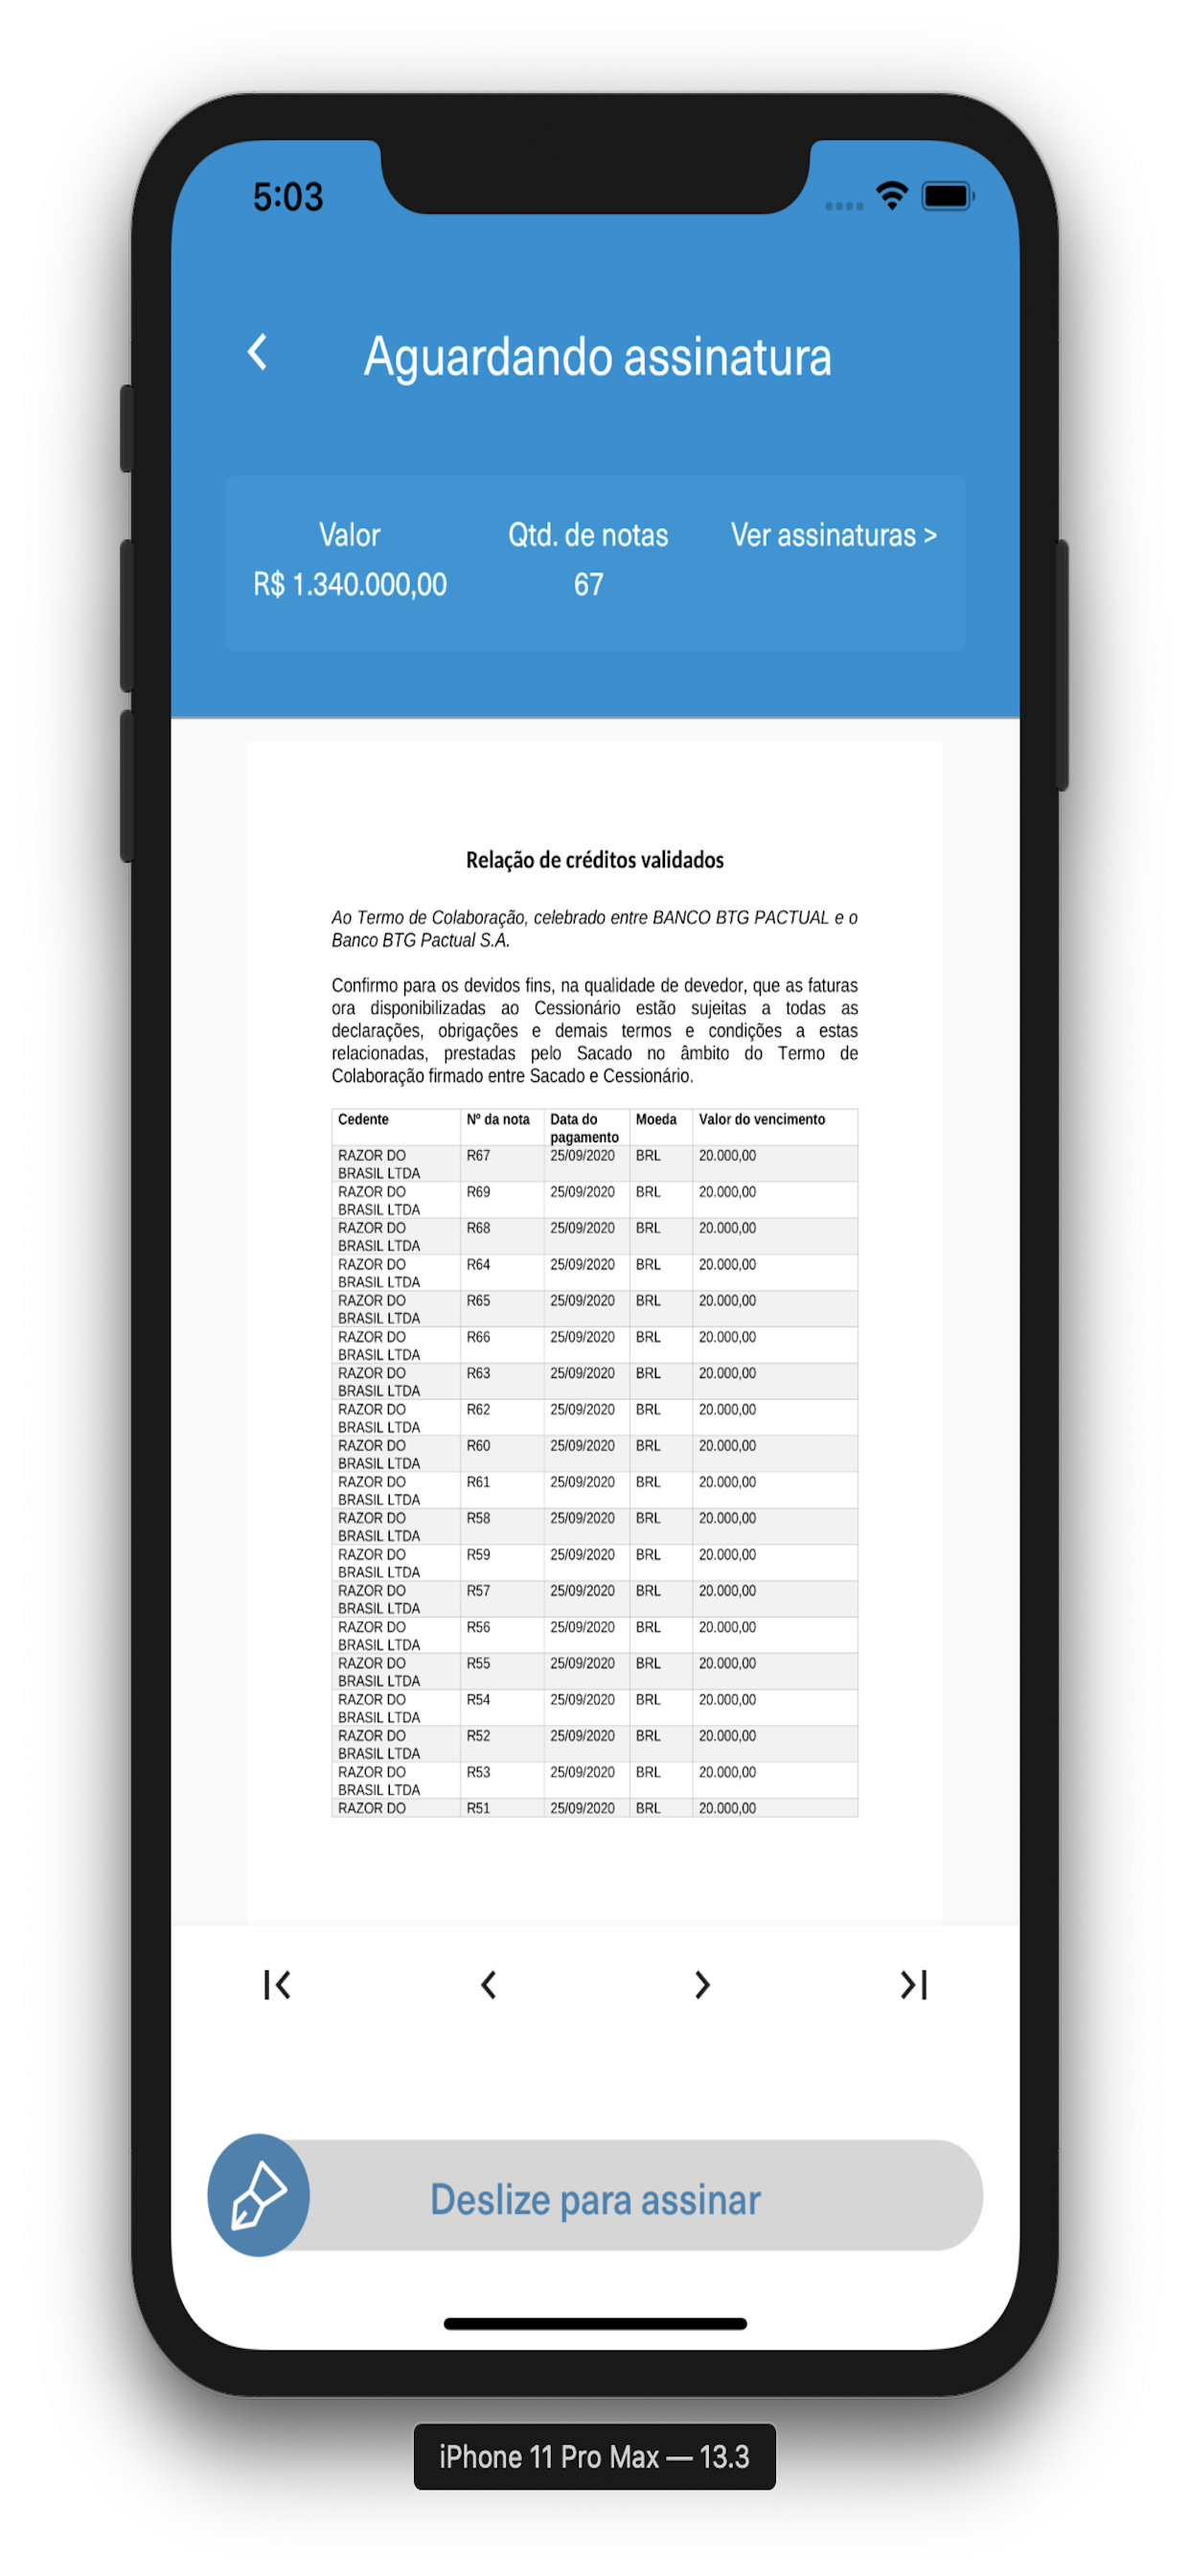 5:03
Aguardando assinatura
Valor
Qtd. de notas
Ver assinaturas >
R$ 1.340.000,00
67
Relação de créditos validados
Ao Termo de Colaboração, celebrado entre BANCO BTG PACTUAL e o
Banco BTG Pactual S.A.
Confirmo para os devidos fins, na qualidade de devedor, que as faturas
ora disponibilizadas ao Cessionário estão sujeitas a todas as
declarações, obrigações e demais termos e condições a estas
relacionadas, prestadas pelo Sacado no âmbito do Termo de
Colaboração firmado entre Sacado e Cessionário.
Cedente Nº da nota Data do pagamento Moeda Valor do vencimento
RAZOR DO BRASIL LTDA R67 25/09/2020 BRL 20.000,00
RAZOR DO BRASIL LTDA R69 25/09/2020 BRL 20.000,00
RAZOR DO BRASIL LTDA R68 25/09/2020 BRL 20.000,00
RAZOR DO BRASIL LTDA R64 25/09/2020 BRL 20.000,00
RAZOR DO BRASIL LTDA R65 25/09/2020 BRL 20.000,00
RAZOR DO BRASIL LTDA R66 25/09/2020 BRL 20.000,00
RAZOR DO BRASIL LTDA R63 25/09/2020 BRL 20.000,00
RAZOR DO BRASIL LTDA R62 25/09/2020 BRL 20.000,00
RAZOR DO BRASIL LTDA R60 25/09/2020 BRL 20.000,00
RAZOR DO BRASIL LTDA R61 25/09/2020 BRL 20.000,00
RAZOR DO BRASIL LTDA R58 25/09/2020 BRL 20.000,00
RAZOR DO BRASIL LTDA R59 25/09/2020 BRL 20.000,00
RAZOR DO BRASIL LTDA R57 25/09/2020 BRL 20.000,00
RAZOR DO BRASIL LTDA R56 25/09/2020 BRL 20.000,00
RAZOR DO BRASIL LTDA R55 25/09/2020 BRL 20.000,00
RAZOR DO BRASIL LTDA R54 25/09/2020 BRL 20.000,00
RAZOR DO BRASIL LTDA R52 25/09/2020 BRL 20.000,00
RAZOR DO BRASIL LTDA R53 25/09/2020 BRL 20.000,00
RAZOR DO R51 25/09/2020 BRL 20.000,00
Deslize para assinar
iPhone 11 Pro Max — 13.3